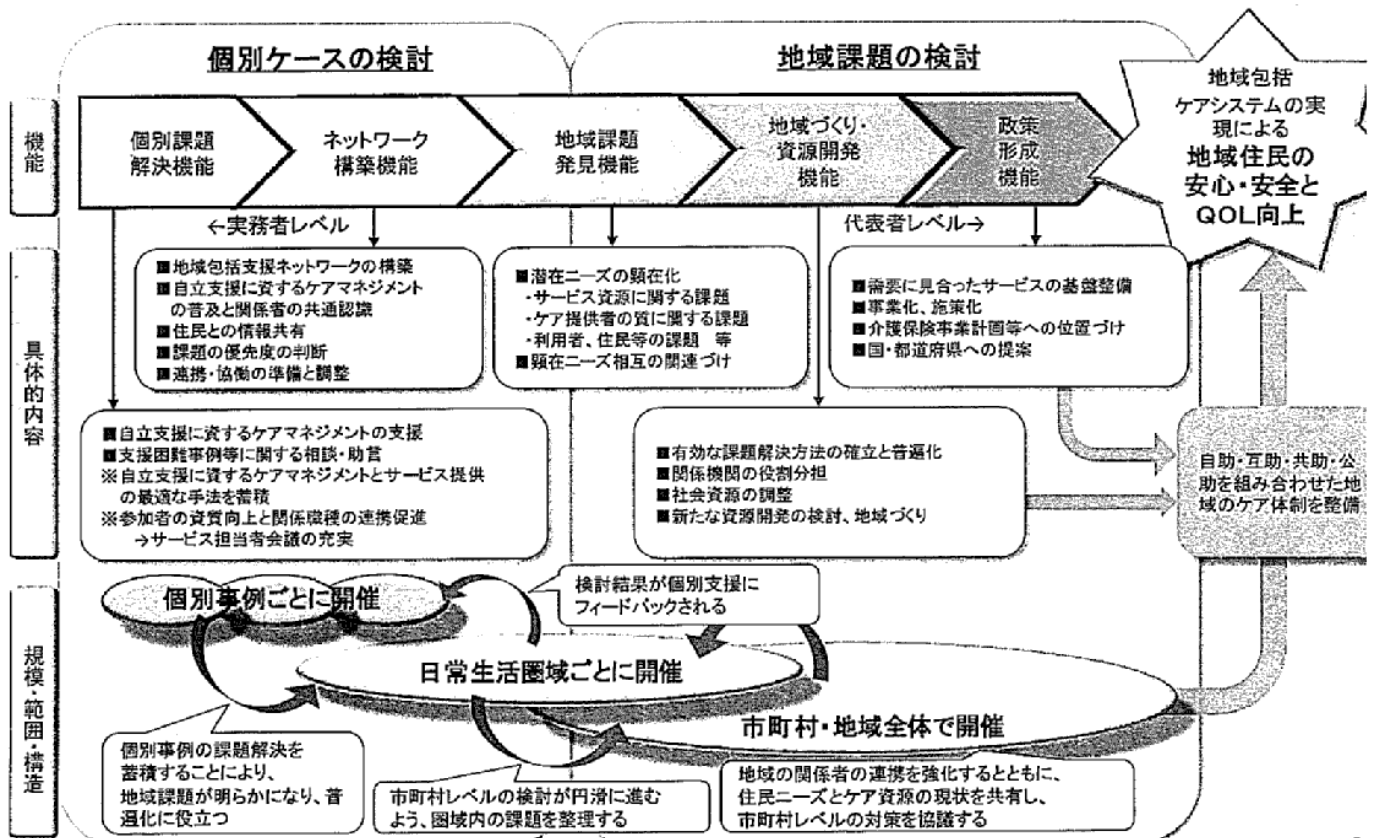 個別ケースの検討
地域課題の検討
地域包括
ケアシステムの実
現による
地域住民の
安心・安全と
QOL向上
機能
個別課題
解決機能
ネットワーク
構築機能
地域課題
発見機能
地域づくり・
資源開発
機能
政策
形成
機能
←実務者レベル
代表者レベル→
具体的内容
■地域包括支援ネットワークの構築
■自立支援に資するケアマネジメント
の普及と関係者の共通認識
■住民との情報共有
■課題の優先度の判断
■連携・協働の準備と調整
■潜在ニーズの顕在化
・サービス資源に関する課題
・ケア提供者の質に関する課題
・利用者、住民等の課題 等
■顕在ニーズ相互の関連づけ
■需要に見合ったサービスの基盤整備
■事業化、施策化
■介護保険事業計画等への位置づけ
■国・都道府県への提案
■自立支援に資するケアマネジメントの支援
■支援困難事例等に関する相談・助言
※自立支援に資するケアマネジメントとサービス提供
の最適な手法を蓄積
※参加者の資質向上と関係職種の連携促進
→サービス担当者会議の充実
■有効な課題解決方法の確立と普遍化
■関係機関の役割分担
■社会資源の調整
■新たな資源開発の検討、地域づくり
自助・互助・共助・公
助を組み合わせた地
域のケア体制を整備
規模・範囲・構造
個別事例ごとに開催
検討結果が個別支援に
フィードバックされる
日常生活圏域ごとに開催
市町村・地域全体で開催
個別事例の課題解決を
蓄積することにより、
地域課題が明らかになり、普
遍化に役立つ
市町村レベルの検討が円滑に進む
よう、圏域内の課題を整理する
地域の関係者の連携を強化するとともに、
住民ニーズとケア資源の現状を共有し、
市町村レベルの対策を協議する